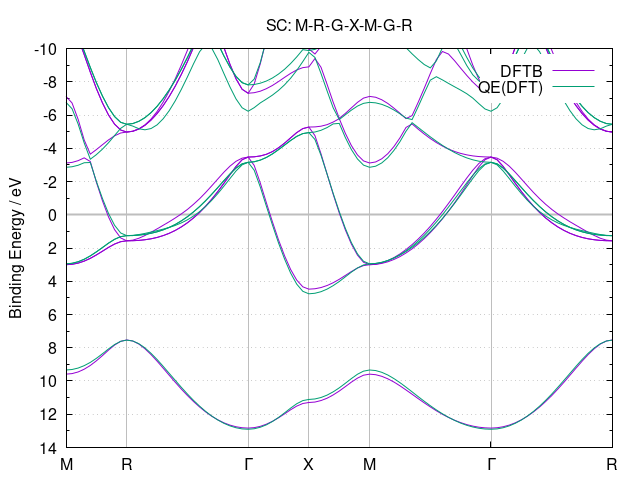 SC: M-R-G-X-M-G-R
DFTB
QE(DFT)
Binding Energy / eV
-10
-8
-6
-4
-2
0
2
4
6
8
10
12
14
M R Γ X M Γ R